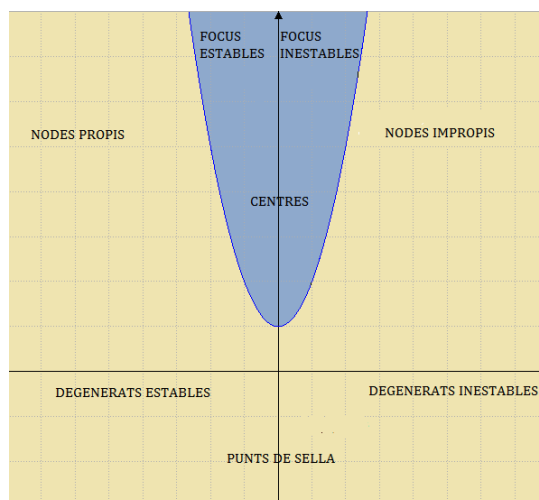 FOCUS
ESTABLES
FOCUS
INESTABLES
NODES PROPIS
NODES IMPROPIS
CENTRES
DEGENERATS ESTABLES
DEGENERATS INESTABLES
PUNTS DE SELLA